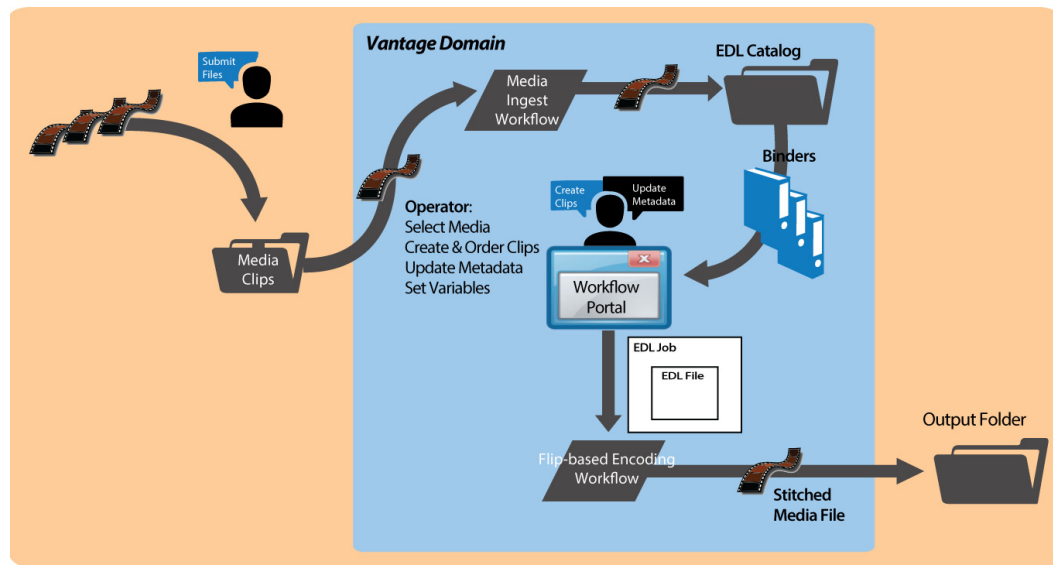 Vantage Domain
Submit
Files
Media
Ingest
Workflow
EDL Catalog
Binders
Create
Clips
Update
Metadata
Operator:
Select Media
Create & Order Clips
Update Metadata
Set Variables
Media
Clips
Workflow
Portal
EDL Job
EDL File
Flip-based Encoding
Workflow
Stitched
Media File
Output Folder